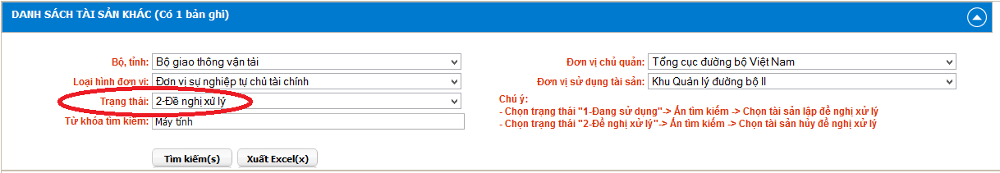 DANH SÁCH TÀI SẢN KHÁC (Có 1 bản ghi)
Bộ, tỉnh: Bộ giao thông vận tải
Đơn vị chủ quản: Tổng cục đường bộ Việt Nam
Loại hình đơn vị: Đơn vị sự nghiệp tự chủ tài chính
Đơn vị sử dụng tài sản: Khu Quản lý đường bộ II
Trạng thái: 2-Đề nghị xử lý
Chú ý:
- Chọn trạng thái "1-Đang sử dụng"-> Ấn tìm kiếm -> Chọn tài sản lập đề nghị xử lý
Từ khóa tìm kiếm: Máy tính
- Chọn trạng thái "2-Đề nghị xử lý"-> Ấn tìm kiếm -> Chọn tài sản hủy đề nghị xử lý
Tìm kiếm(s) Xuất Excel(x)